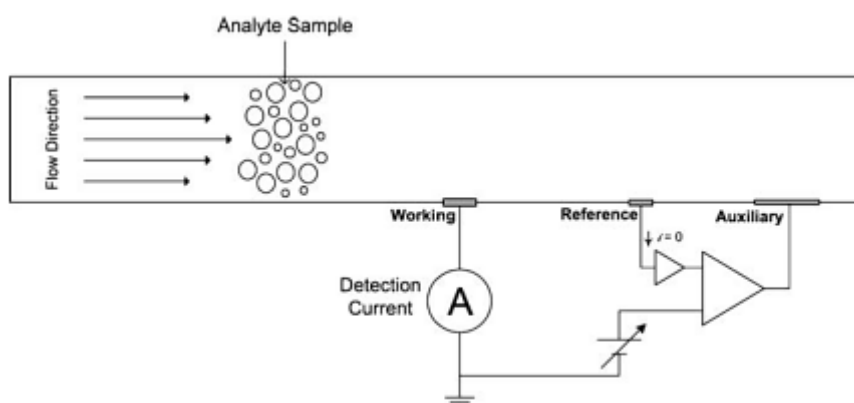 Analyte Sample
Flow Direction
Working
Reference
Auxiliary
i = 0
Detection
Current
A